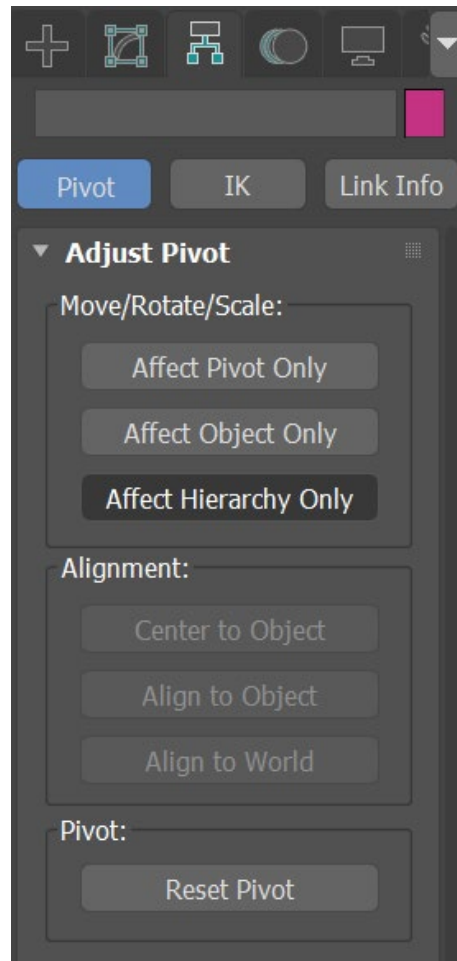 Pivot
IK
Link Info
Adjust Pivot
Move/Rotate/Scale:
Affect Pivot Only
Affect Object Only
Affect Hierarchy Only
Alignment:
Center to Object
Align to Object
Align to World
Pivot:
Reset Pivot